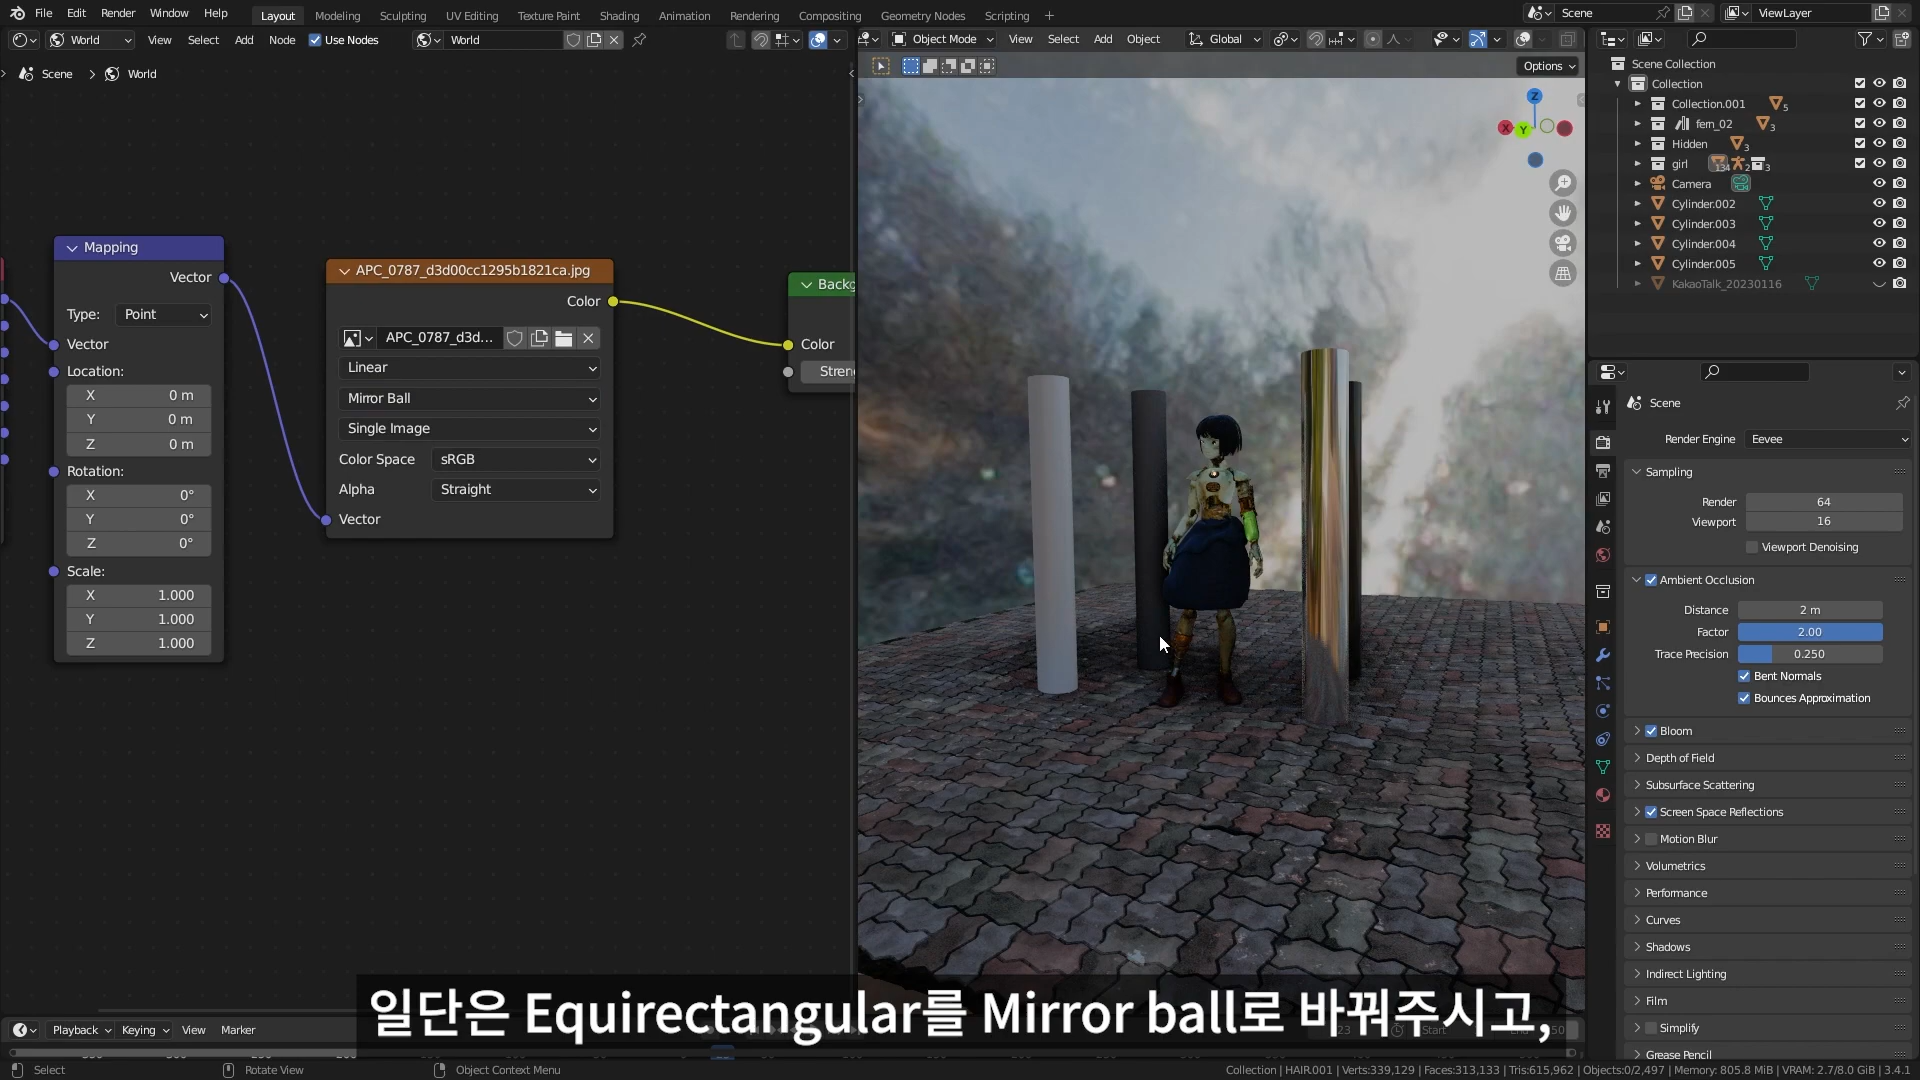 File Edit Render Window Help Layout Modeling Sculpting UV Editing Texture Paint Shading Animation Rendering Compositing Geometry Nodes Scripting + Scene ViewLayer
World View Select Add Node Use Nodes World Object Mode View Select Add Object Global
Scene > World
Options
Z
X Y
Mapping
Vector
Type: Point
Vector
Location:
X 0 m
Y 0 m
Z 0 m
Rotation:
X 0°
Y 0°
Z 0°
Scale:
X 1.000
Y 1.000
Z 1.000
APC_0787_d3d00cc1295b1821ca.jpg
Color
APC_0787_d3d...
Linear
Mirror Ball
Single Image
Color Space sRGB
Alpha Straight
Vector
Backg
Color
Stren
Scene Collection
Collection
Collection.001 5
fern_02 3
Hidden 3
girl 134 2 3
Camera
Cylinder.002
Cylinder.003
Cylinder.004
Cylinder.005
KakaoTalk_20230116
Scene
Render Engine Eevee
Sampling
Render 64
Viewport 16
Viewport Denoising
Ambient Occlusion
Distance 2 m
Factor 2.00
Trace Precision 0.250
Bent Normals
Bounces Approximation
Bloom
Depth of Field
Subsurface Scattering
Screen Space Reflections
Motion Blur
Volumetrics
Performance
Curves
Shadows
Indirect Lighting
Film
Simplify
Grease Pencil
일단은 Equirectangular를 Mirror ball로 바꿔주시고,
Playback Keying View Marker
Select Rotate View Object Context Menu
Collection | HAIR.001 | Verts:339,129 | Faces:313,133 | Tris:615,962 | Objects:0/2,497 | Memory: 805.8 MiB | VRAM: 2.7/8.0 GiB | 3.4.1